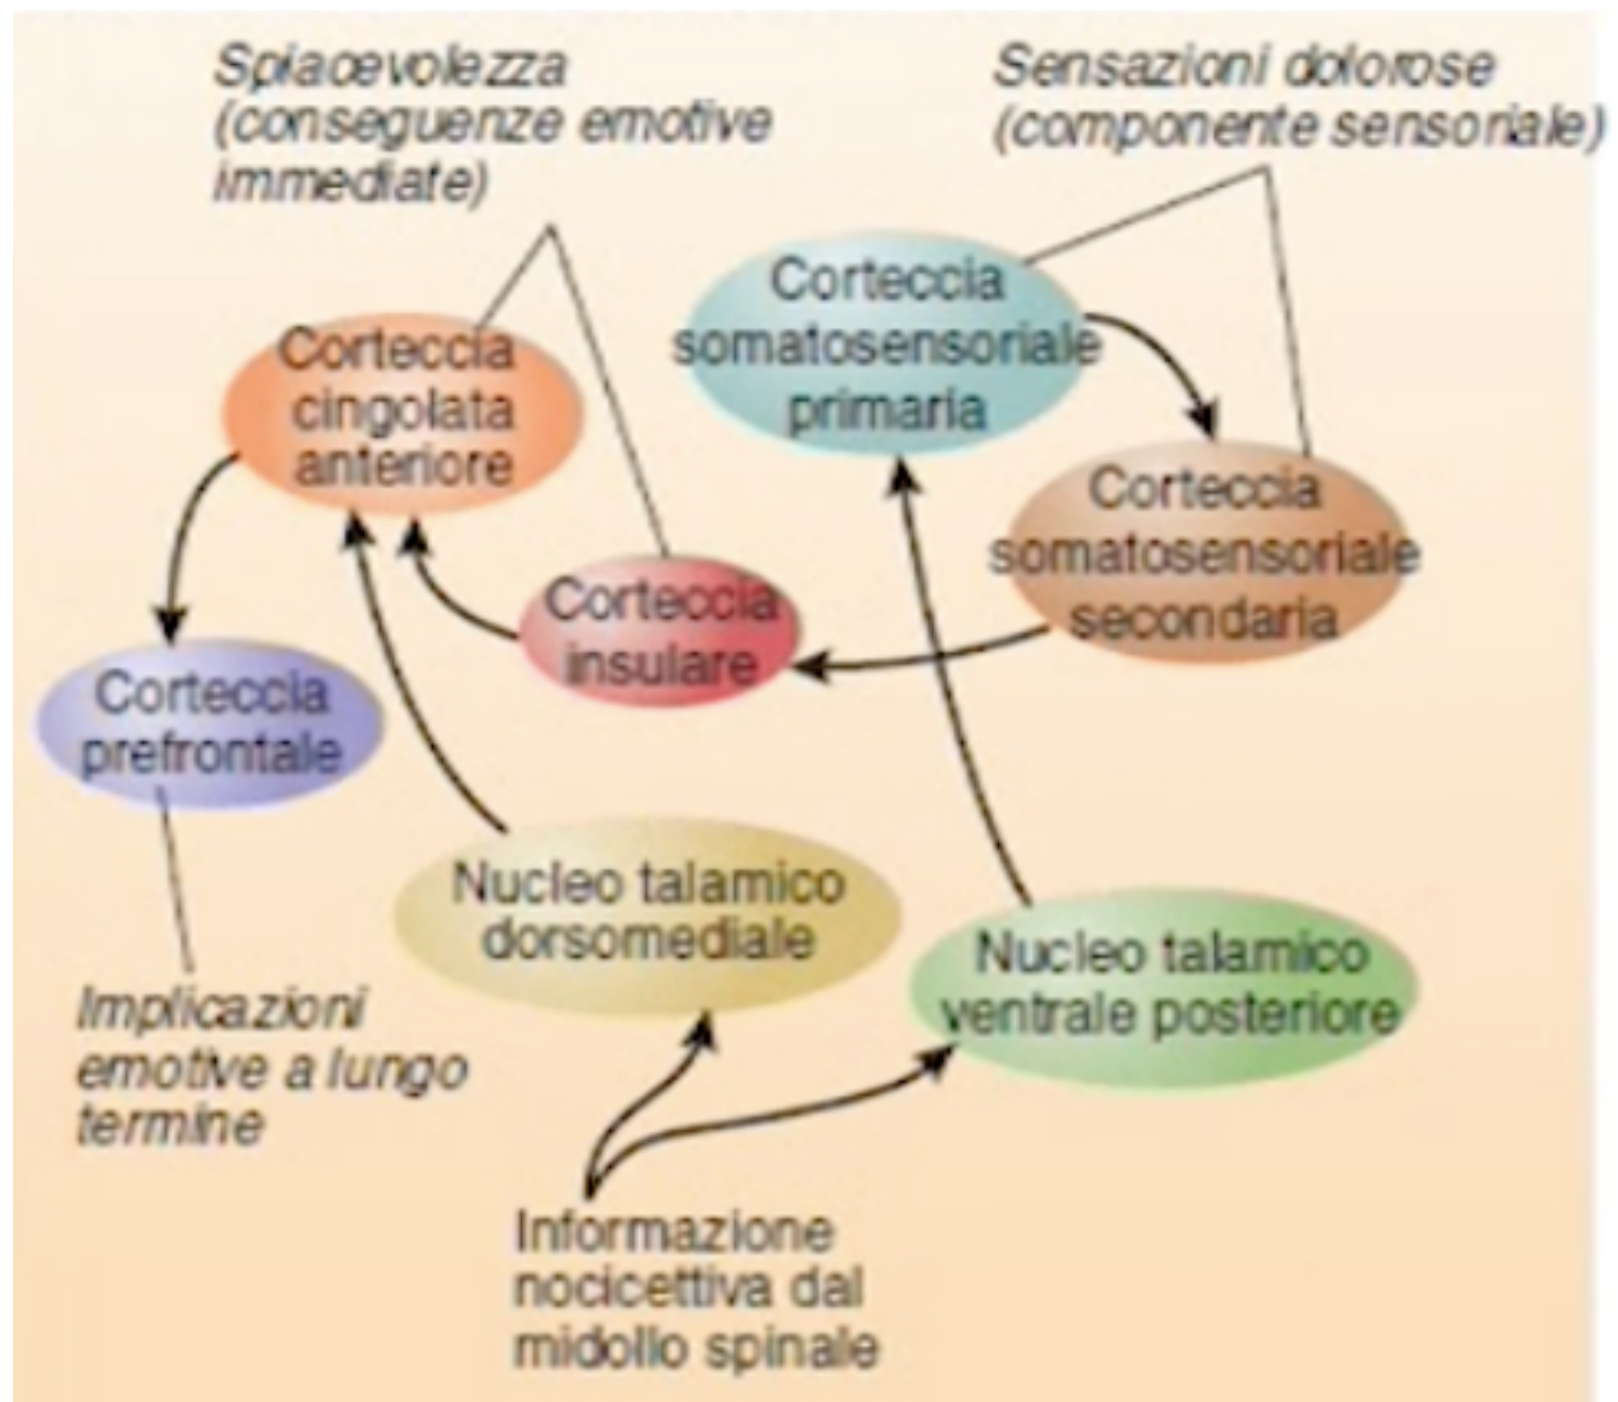 Spiacevolezza
(conseguenze emotive
immediate)
Sensazioni dolorose
(componente sensoriale)
Corteccia
somatosensoriale
primaria
Corteccia
cingolata
anteriore
Corteccia
somatosensoriale
secondaria
Corteccia
insulare
Corteccia
prefrontale
Nucleo talamico
dorsomediale
Nucleo talamico
ventrale posteriore
Implicazioni
emotive a lungo
termine
Informazione
nocicettiva dal
midollo spinale